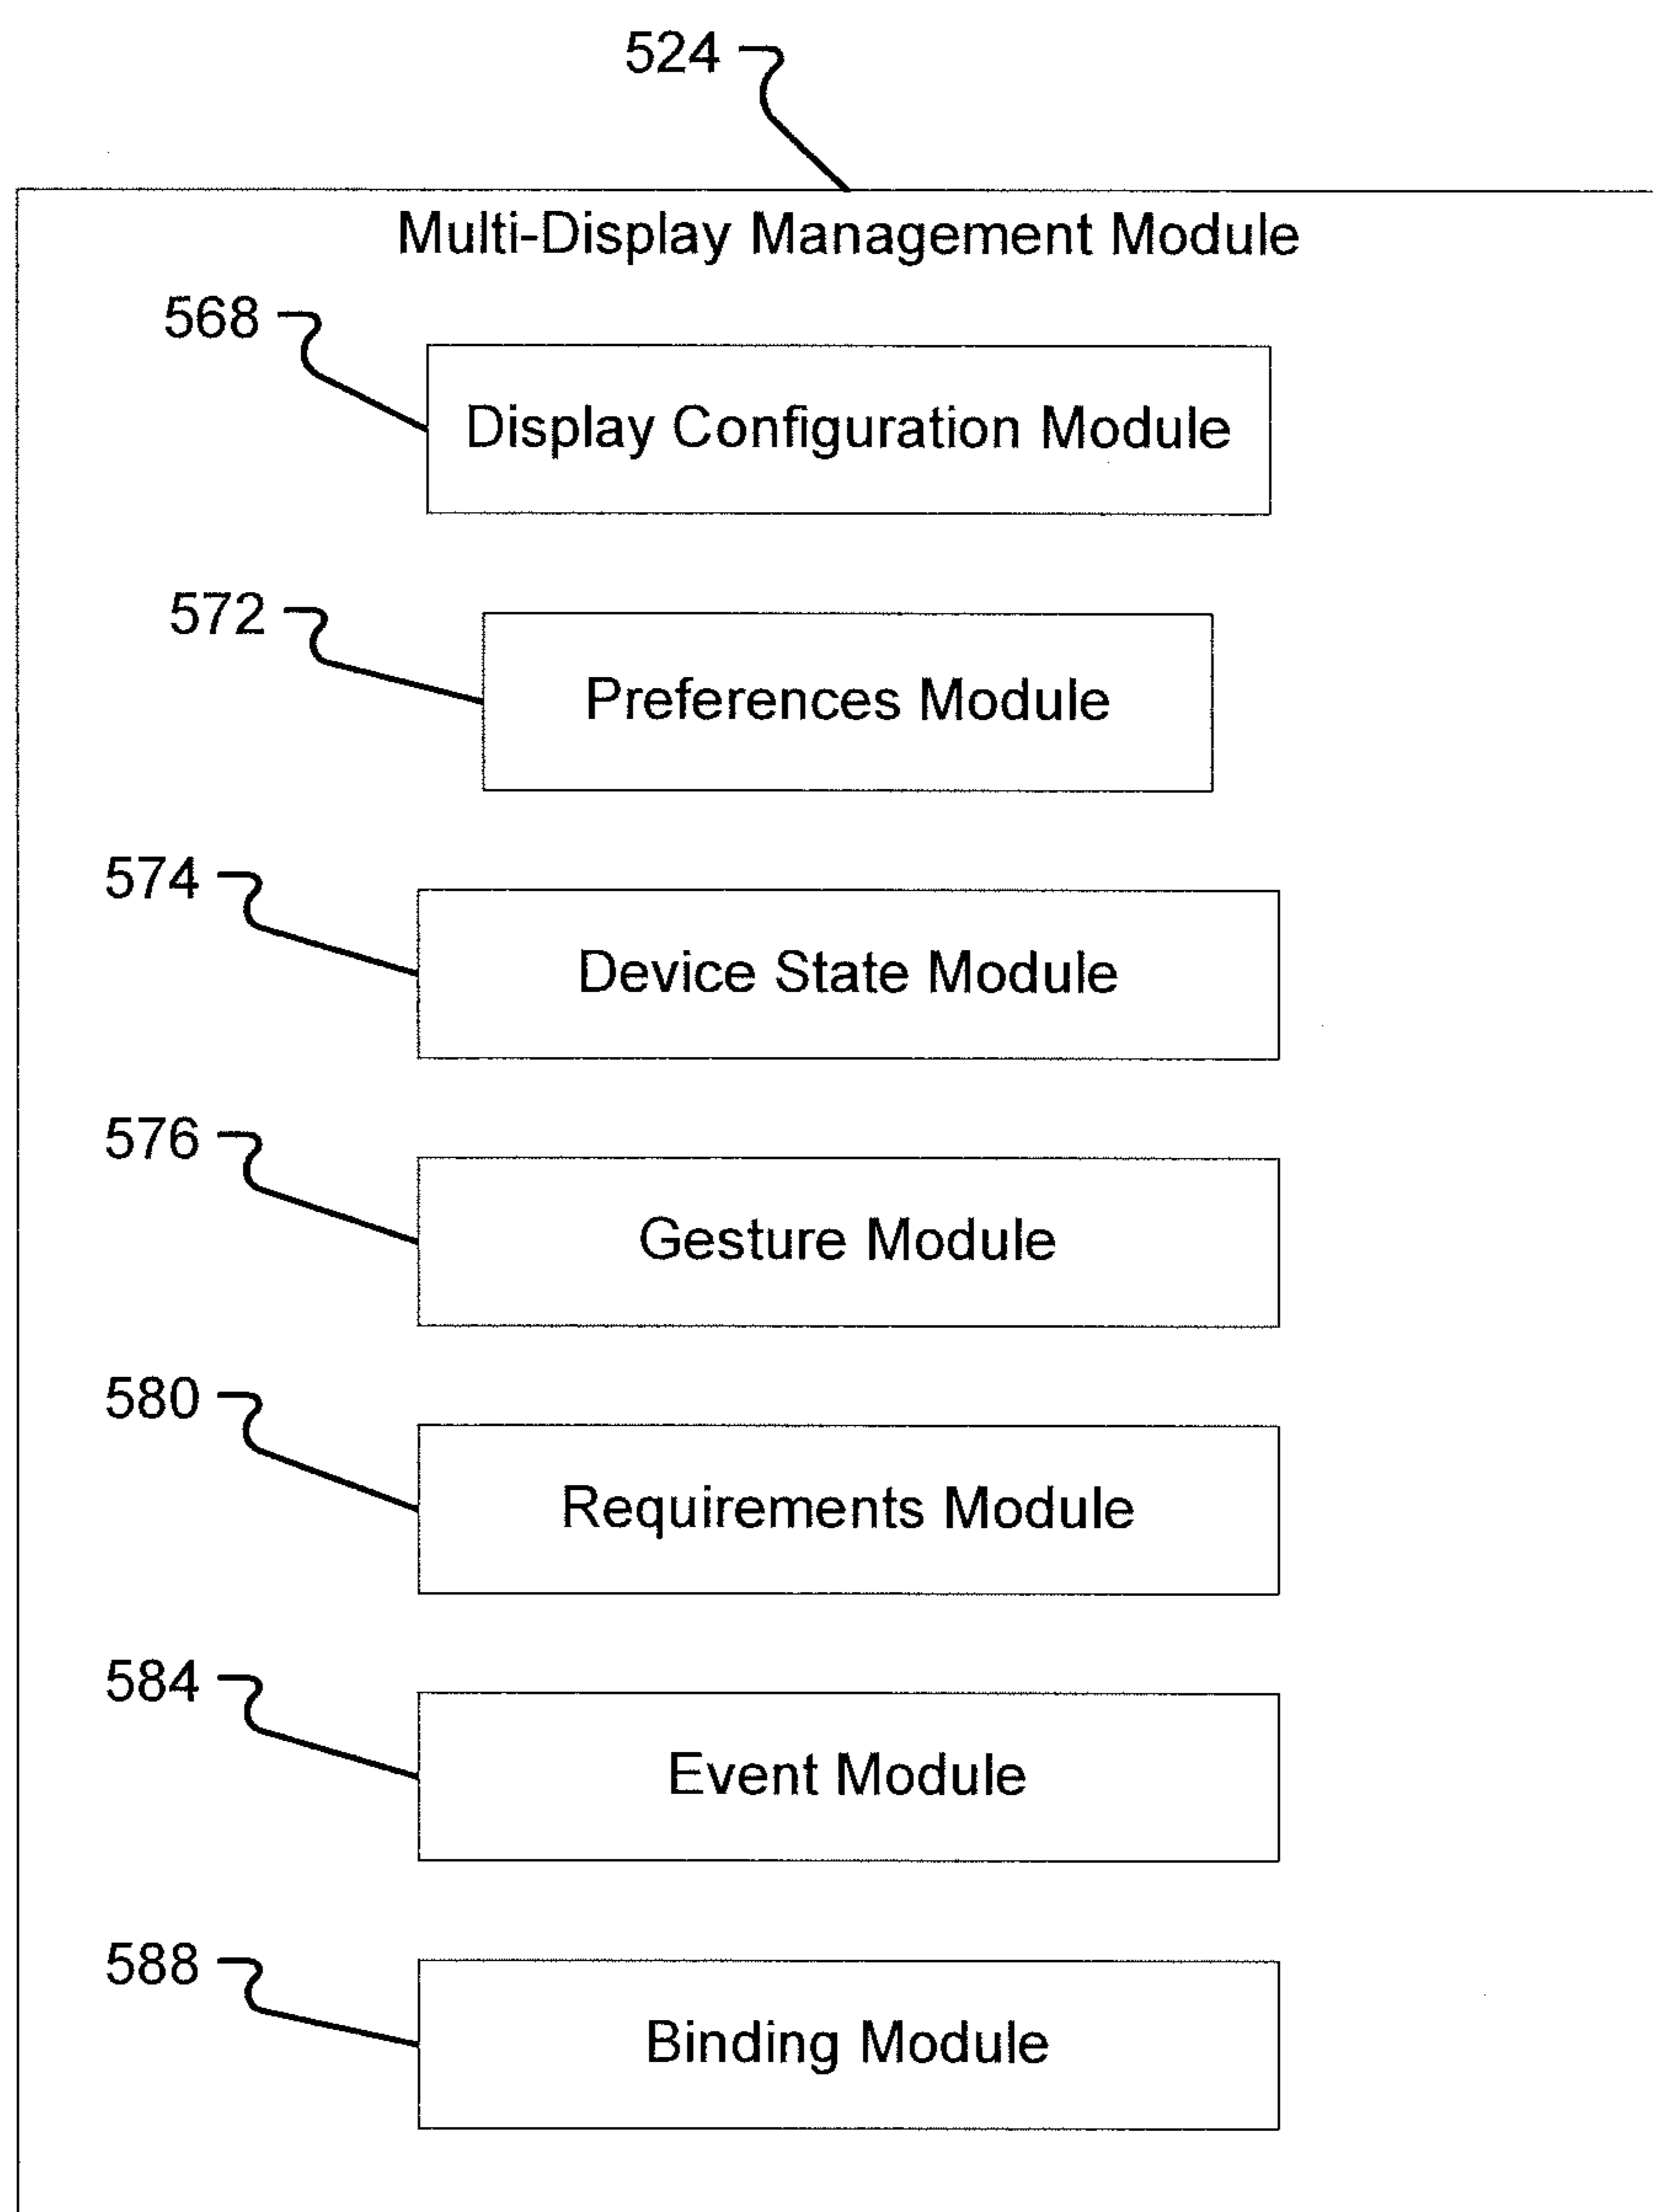 524
Multi-Display Management Module
568
Display Configuration Module
572
Preferences Module
574
Device State Module
576
Gesture Module
580
Requirements Module
584
Event Module
588
Binding Module